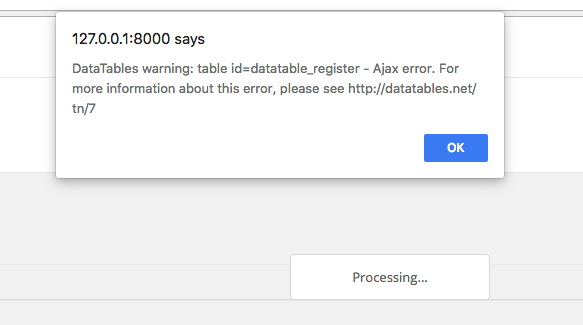 127.0.0.1:8000 says
DataTables warning: table id=datatable_register - Ajax error. For
more information about this error, please see http://datatables.net/
tn/7
OK
Processing...